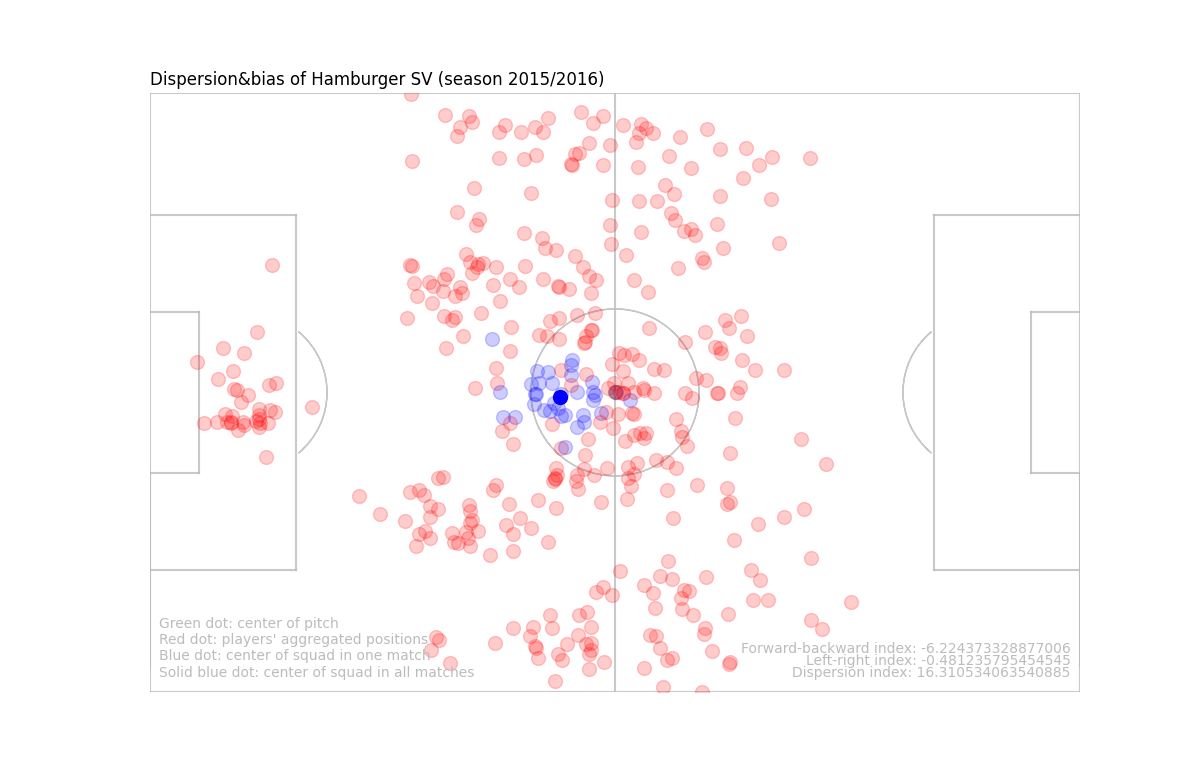 Dispersion&bias of Hamburger SV (season 2015/2016)
Green dot: center of pitch
Red dot: players' aggregated positions
Blue dot: center of squad in one match
Solid blue dot: center of squad in all matches
Forward-backward index: -6.224373328877006
Left-right index: -0.481235795454545
Dispersion index: 16.310534063540885